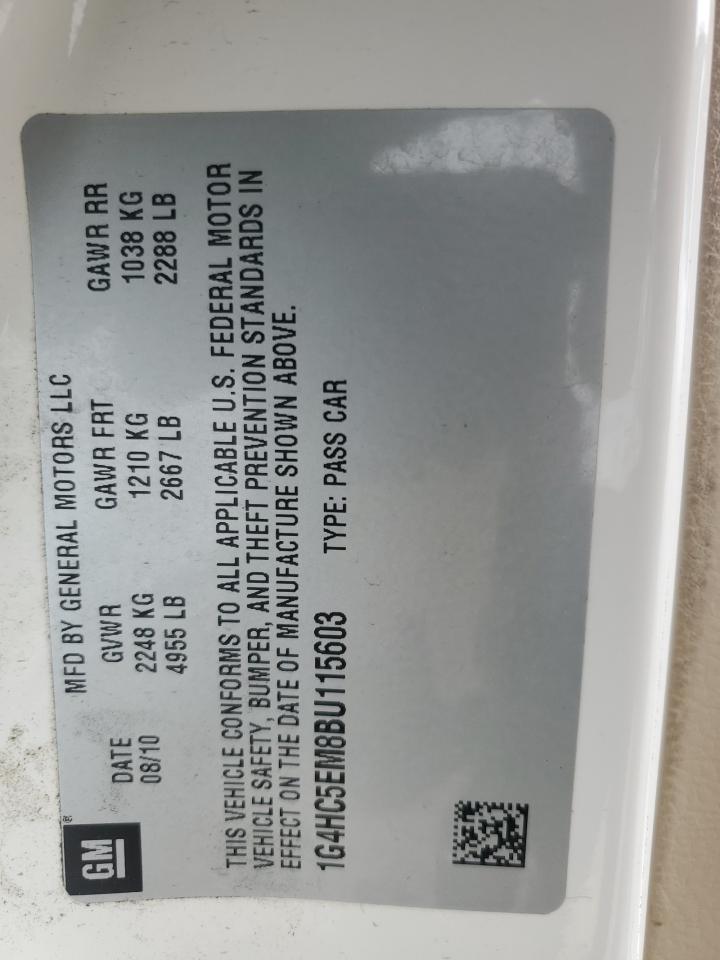 GM ®
MFD BY GENERAL MOTORS LLC
DATE GVWR GAWR FRT GAWR RR
08/10 2248 KG 1210 KG 1038 KG
4955 LB 2667 LB 2288 LB
THIS VEHICLE CONFORMS TO ALL APPLICABLE U.S. FEDERAL MOTOR
VEHICLE SAFETY, BUMPER, AND THEFT PREVENTION STANDARDS IN
EFFECT ON THE DATE OF MANUFACTURE SHOWN ABOVE.
1G4HC5EM8BU115603 TYPE: PASS CAR